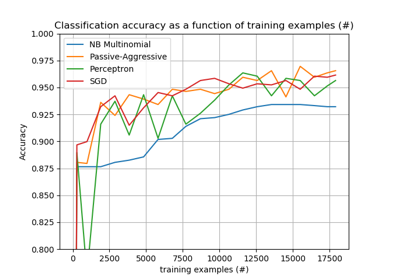 Classification accuracy as a function of training examples (#)
1.000
0.975
0.950
0.925
0.900
0.875
0.850
0.825
0.800
Accuracy
NB Multinomial
Passive-Aggressive
Perceptron
SGD
0 2500 5000 7500 10000 12500 15000 17500
training examples (#)